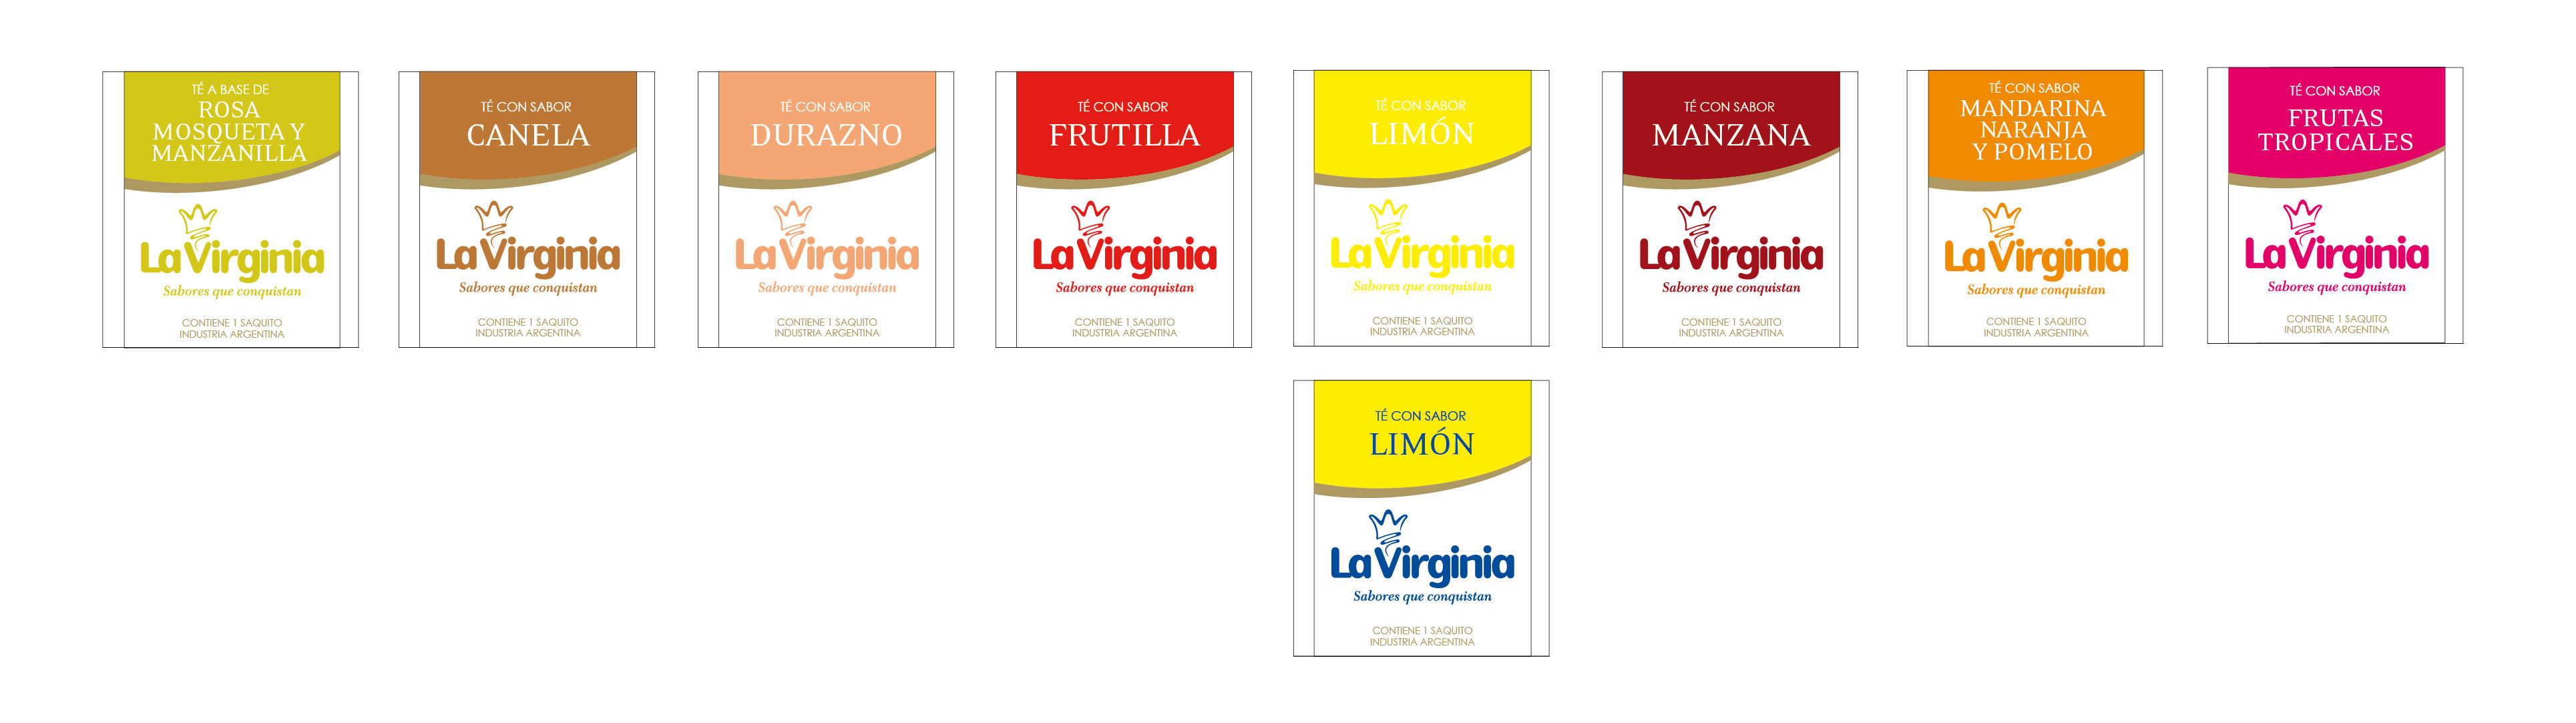 TÉ A BASE DE
ROSA
MOSQUETA Y
MANZANILLA
La Virginia
Sabores que conquistan
CONTIENE 1 SAQUITO
INDUSTRIA ARGENTINA
TÉ CON SABOR
CANELA
La Virginia
Sabores que conquistan
CONTIENE 1 SAQUITO
INDUSTRIA ARGENTINA
TÉ CON SABOR
DURAZNO
La Virginia
Sabores que conquistan
CONTIENE 1 SAQUITO
INDUSTRIA ARGENTINA
TÉ CON SABOR
FRUTILLA
La Virginia
Sabores que conquistan
CONTIENE 1 SAQUITO
INDUSTRIA ARGENTINA
TÉ CON SABOR
LIMÓN
La Virginia
Sabores que conquistan
CONTIENE 1 SAQUITO
INDUSTRIA ARGENTINA
TÉ CON SABOR
MANZANA
La Virginia
Sabores que conquistan
CONTIENE 1 SAQUITO
INDUSTRIA ARGENTINA
TÉ CON SABOR
MANDARINA
NARANJA
Y POMELO
La Virginia
Sabores que conquistan
CONTIENE 1 SAQUITO
INDUSTRIA ARGENTINA
TÉ CON SABOR
FRUTAS
TROPICALES
La Virginia
Sabores que conquistan
CONTIENE 1 SAQUITO
INDUSTRIA ARGENTINA
TÉ CON SABOR
LIMÓN
La Virginia
Sabores que conquistan
CONTIENE 1 SAQUITO
INDUSTRIA ARGENTINA